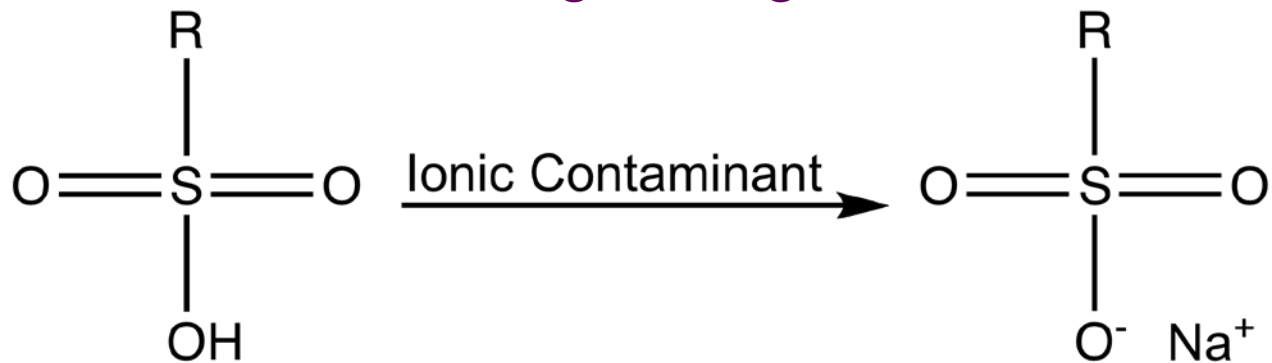 R R
O S O Ionic Contaminant O S O
OH O⁻ Na⁺